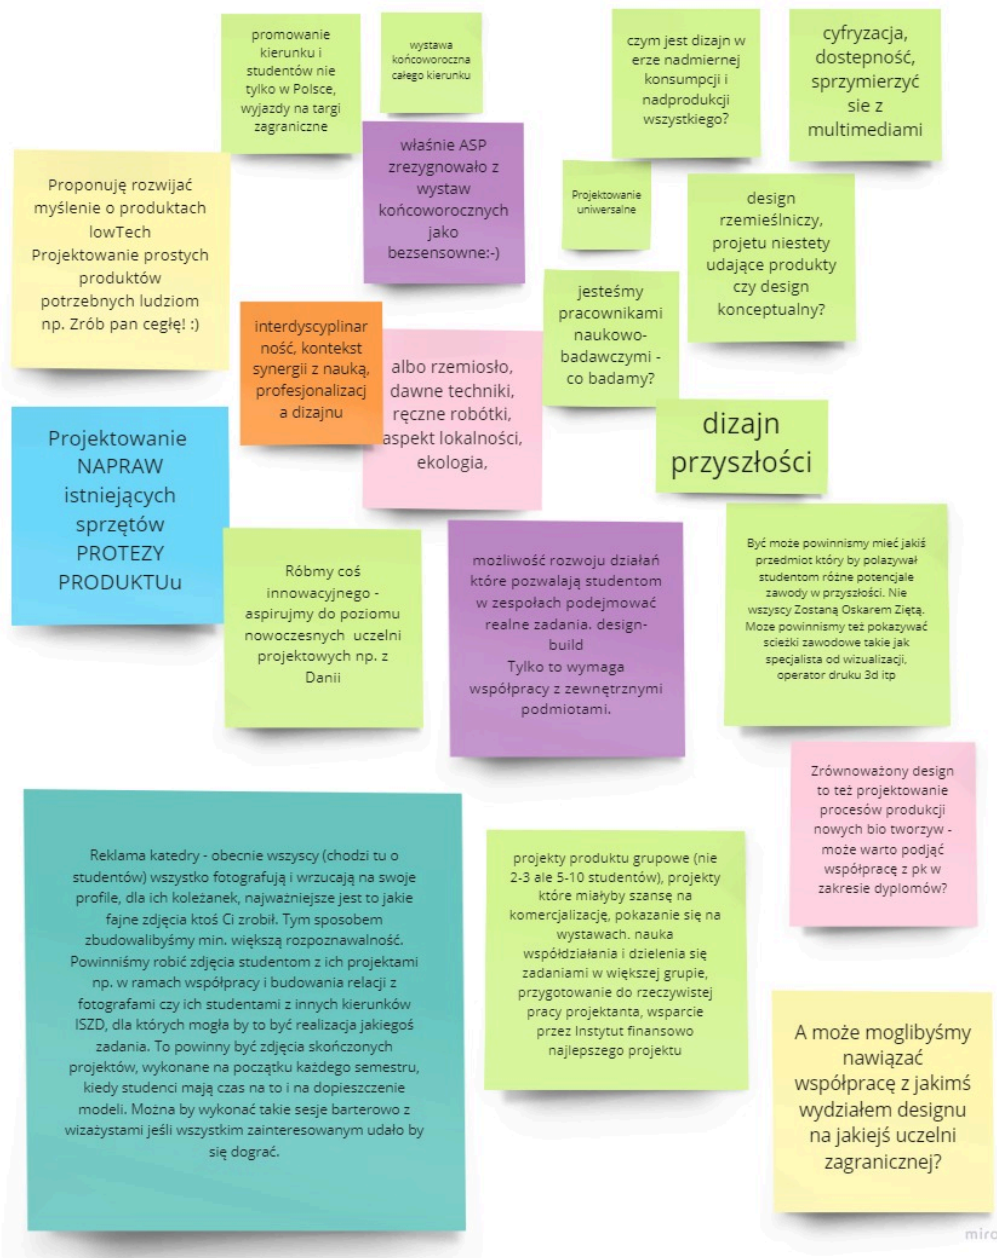 promowanie
kierunku i
studentów nie
tylko w Polsce,
wyjazdy na targi
zagraniczne
wystawa
końcoworoczna
całego kierunku
czym jest dizajn w
erze nadmiernej
konsumpcji i
nadprodukcji
wszystkiego?
cyfryzacja,
dostepność,
sprzymierzyć
sie z
multimediami
Proponuję rozwijać
myślenie o produktach
lowTech
Projektowanie prostych
produktów
potrzebnych ludziom
np. Zrób pan cegłę! :)
właśnie ASP
zrezygnowało z
wystaw
końcoworocznych
jako
bezsensowne:-)
Projektowanie
uniwersalne
design
rzemieślniczy,
projetu niestety
udające produkty
czy design
konceptualny?
interdyscyplinar
ność, kontekst
synergii z nauką,
profesjonalizacj
a dizajnu
albo rzemiosło,
dawne techniki,
ręczne robótki,
aspekt lokalności,
ekologia,
jesteśmy
pracownikami
naukowo-
badawczymi -
co badamy?
dizajn
przyszłości
Projektowanie
NAPRAW
istniejących
sprzętów
PROTEZY
PRODUKTUu
Róbmy coś
innowacyjnego -
aspirujmy do poziomu
nowoczesnych uczelni
projektowych np. z
Danii
możliwość rozwoju działań
które pozwalają studentom
w zespołach podejmować
realne zadania. design-
build
Tylko to wymaga
współpracy z zewnętrznymi
podmiotami.
Być może powinnismy mieć jakiś
przedmiot który by polazywał
studentom różne potencjale
zawody w przyszłości. Nie
wszyscy Zostaną Oskarem Ziętą.
Moze powinnismy też pokazywać
scieżki zawodowe takie jak
specjalista od wizualizacji,
operator druku 3d itp
Zrównoważony design
to też projektowanie
procesów produkcji
nowych bio tworzyw -
może warto podjąć
współpracę z pk w
zakresie dyplomów?
Reklama katedry - obecnie wszyscy (chodzi tu o
studentów) wszystko fotografują i wrzucają na swoje
profile, dla ich koleżanek, najważniejsze jest to jakie
fajne zdjęcia ktoś Ci zrobił. Tym sposobem
zbudowalibyśmy min. większą rozpoznawalność.
Powinniśmy robić zdjęcia studentom z ich projektami
np. w ramach współpracy i budowania relacji z
fotografami czy ich studentami z innych kierunków
ISZD, dla których mogła by to być realizacja jakiegoś
zadania. To powinny być zdjęcia skończonych
projektów, wykonane na początku każdego semestru,
kiedy studenci mają czas na to i na dopieszczenie
modeli. Można by wykonać takie sesje barterowo z
wizażystami jeśli wszystkim zainteresowanym udało by
się dograć.
projekty produktu grupowe (nie
2-3 ale 5-10 studentów), projekty
które miałyby szansę na
komercjalizację, pokazanie się na
wystawach. nauka
współdziałania i dzielenia się
zadaniami w większej grupie,
przygotowanie do rzeczywistej
pracy projektanta, wsparcie
przez Instytut finansowo
najlepszego projektu
A może moglibyśmy
nawiązać
współpracę z jakimś
wydziałem designu
na jakiejś uczelni
zagranicznej?
miro